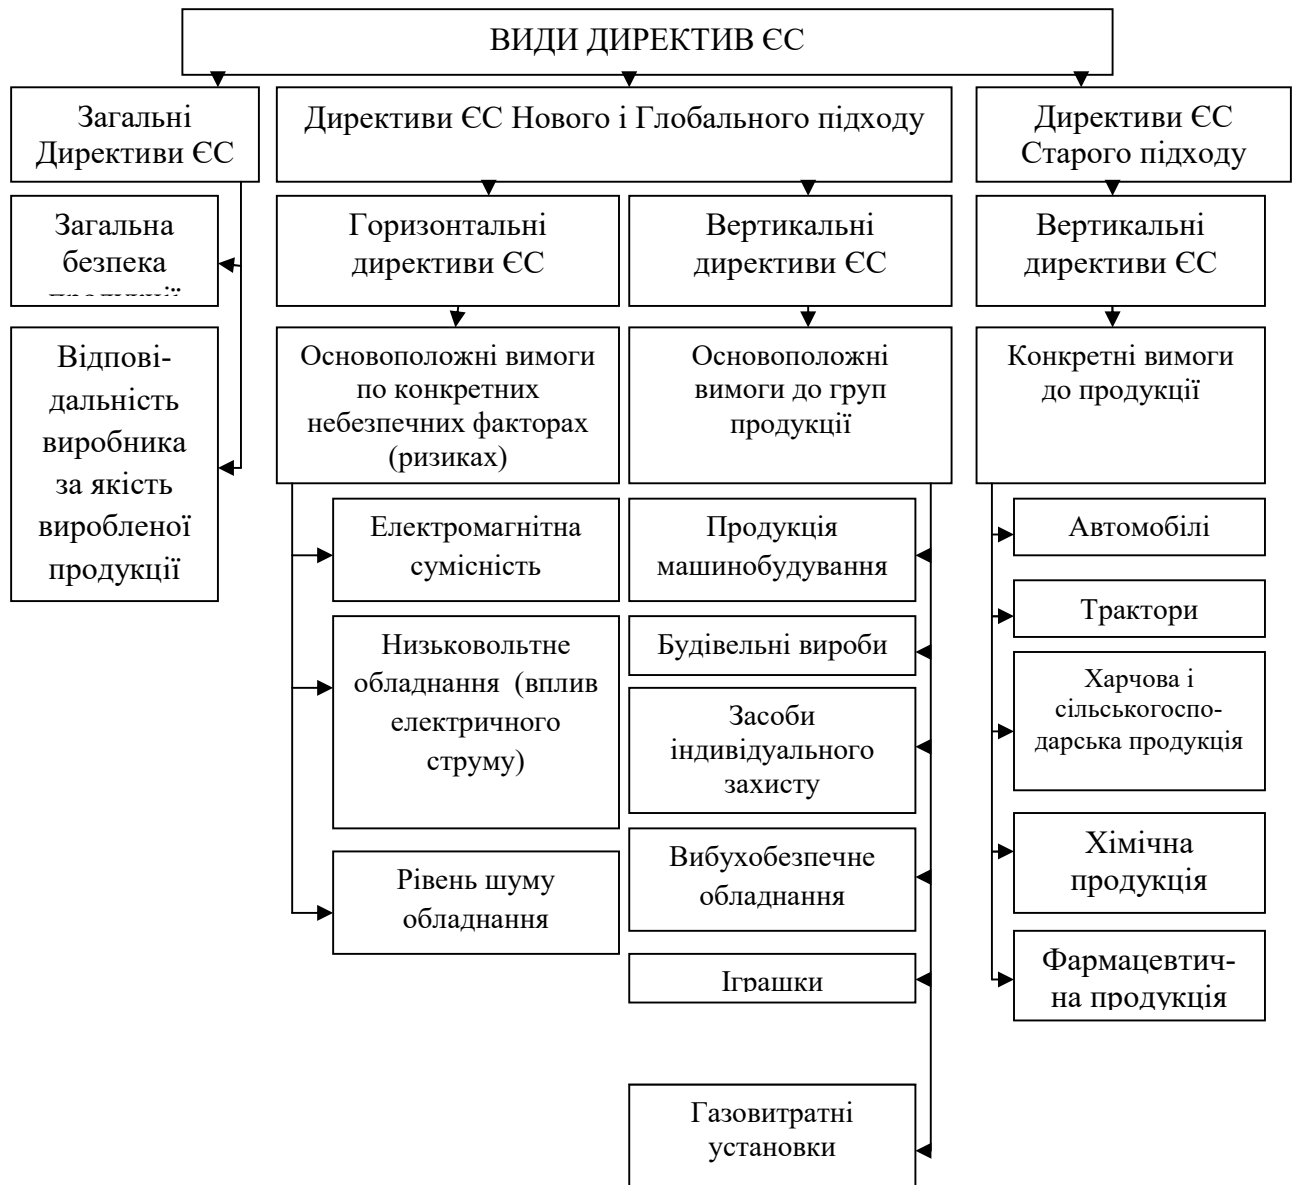 ВИДИ ДИРЕКТИВ ЄС
Загальні
Директиви ЄС
Директиви ЄС Нового і Глобального підходу
Директиви ЄС
Старого підходу
Загальна
безпека
продукції
Горизонтальні
директиви ЄС
Вертикальні
директиви ЄС
Вертикальні
директиви ЄС
Відпові-
дальність
виробника
за якість
виробленої
продукції
Основоположні вимоги
по конкретних
небезпечних факторах
(ризиках)
Основоположні
вимоги до груп
продукції
Конкретні вимоги
до продукції
Електромагнітна
сумісність
Низьковольтне
обладнання (вплив
електричного
струму)
Рівень шуму
обладнання
Продукція
машинобудування
Будівельні вироби
Засоби
індивідуального
захисту
Вибухобезпечне
обладнання
Іграшки
Газовитратні
установки
Автомобілі
Трактори
Харчова і
сільськогоспо-
дарська продукція
Хімічна
продукція
Фармацевтич-
на продукція